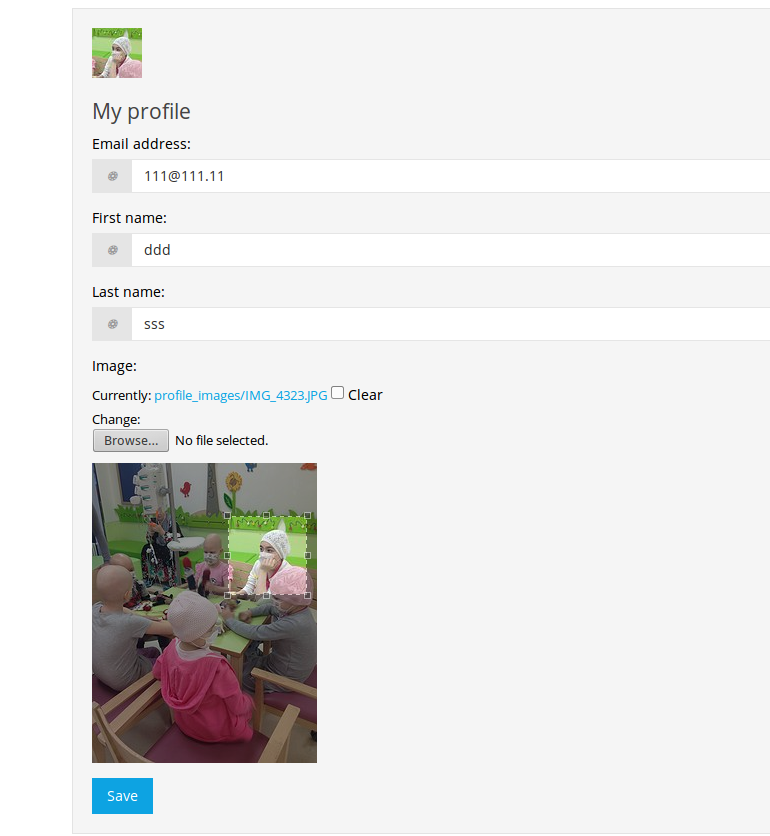 My profile
Email address:
111@111.11
First name:
ddd
Last name:
sss
Image:
Currently: profile_images/IMG_4323.JPG Clear
Change:
Browse... No file selected.
Save